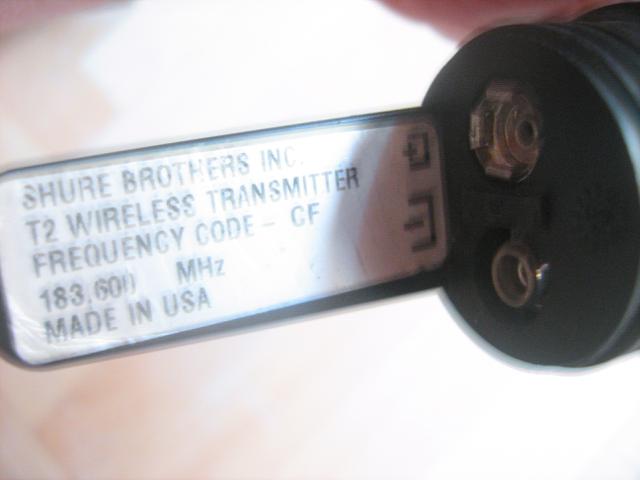 SHURE BROTHERS INC.
T2 WIRELESS TRANSMITTER
FREQUENCY CODE - CF
183.600 MHz
MADE IN USA